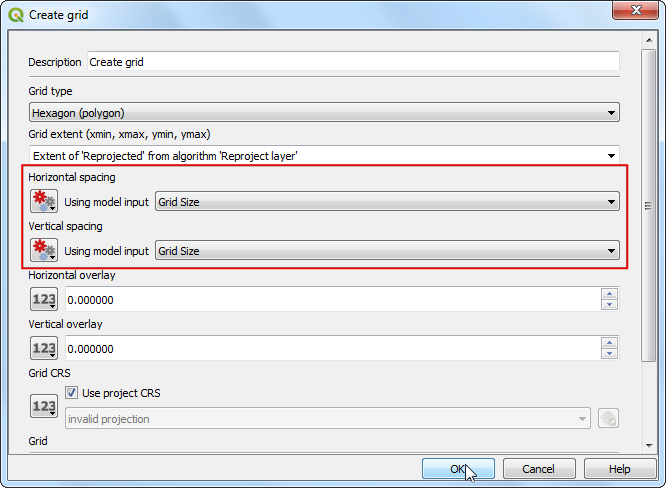 Create grid
Description Create grid
Grid type
Hexagon (polygon)
Grid extent (xmin, xmax, ymin, ymax)
Extent of 'Reprojected' from algorithm 'Reproject layer'
Horizontal spacing
Using model input Grid Size
Vertical spacing
Using model input Grid Size
Horizontal overlay
123 0.000000
Vertical overlay
123 0.000000
Grid CRS
Use project CRS
123
invalid projection
Grid
OK Cancel Help